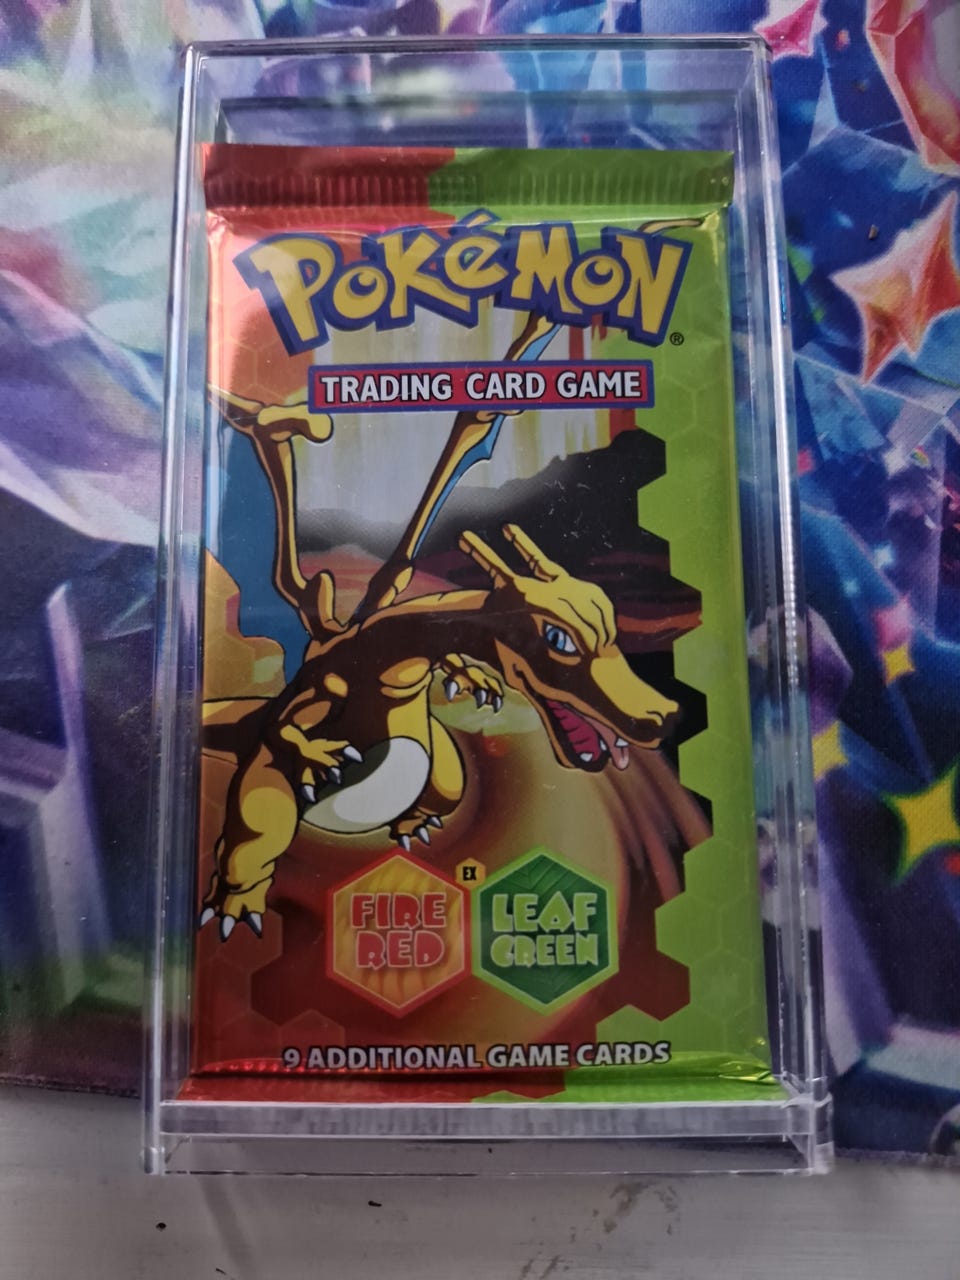 POKéMON
®
TRADING CARD GAME
EX
FIRE
RED
LEAF
GREEN
9 ADDITIONAL GAME CARDS